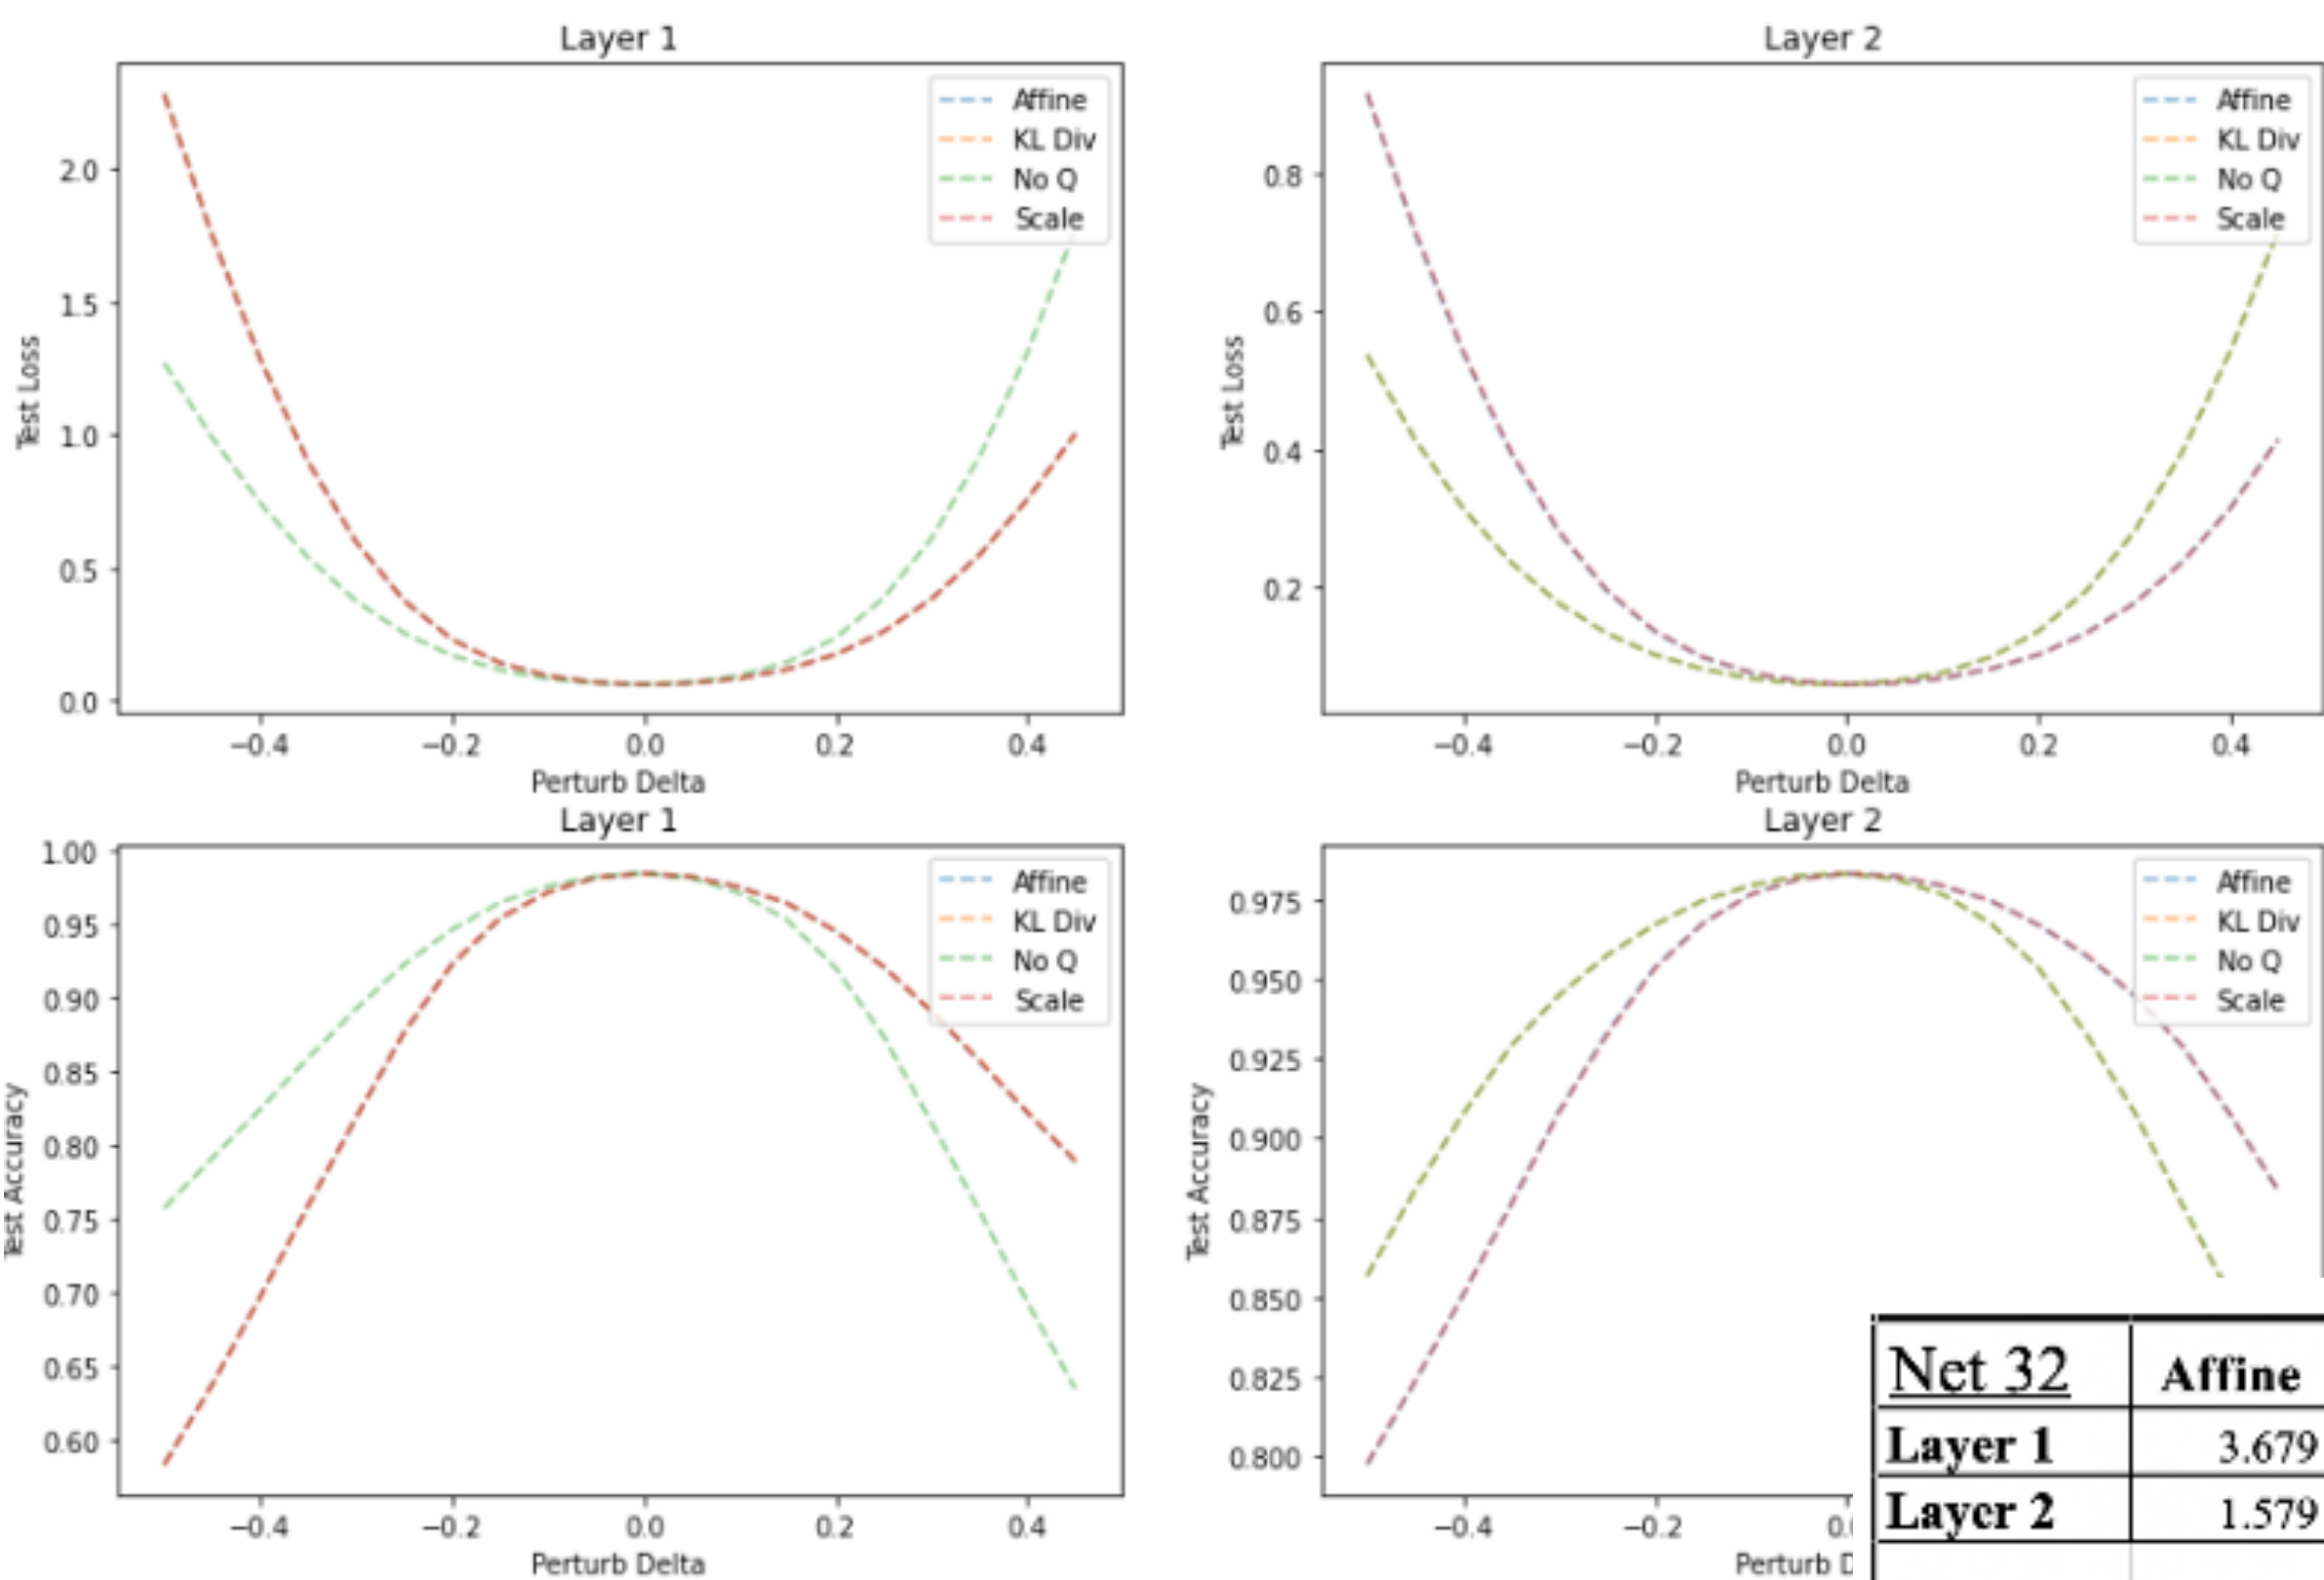 Layer 1
Affine
KL Div
No Q
Scale
2.0
1.5
1.0
0.5
0.0
Test Loss
−0.4 −0.2 0.0 0.2 0.4
Perturb Delta
Layer 2
Affine
KL Div
No Q
Scale
0.8
0.6
0.4
0.2
Test Loss
−0.4 −0.2 0.0 0.2 0.4
Perturb Delta
Layer 1
Affine
KL Div
No Q
Scale
1.00
0.95
0.90
0.85
0.80
0.75
0.70
0.65
0.60
Test Accuracy
−0.4 −0.2 0.0 0.2 0.4
Perturb Delta
Layer 2
Affine
KL Div
No Q
Scale
0.975
0.950
0.925
0.900
0.875
0.850
0.825
0.800
Test Accuracy
−0.4 −0.2
Perturb
Net 32 Affine
Layer 1 3.679
Layer 2 1.579